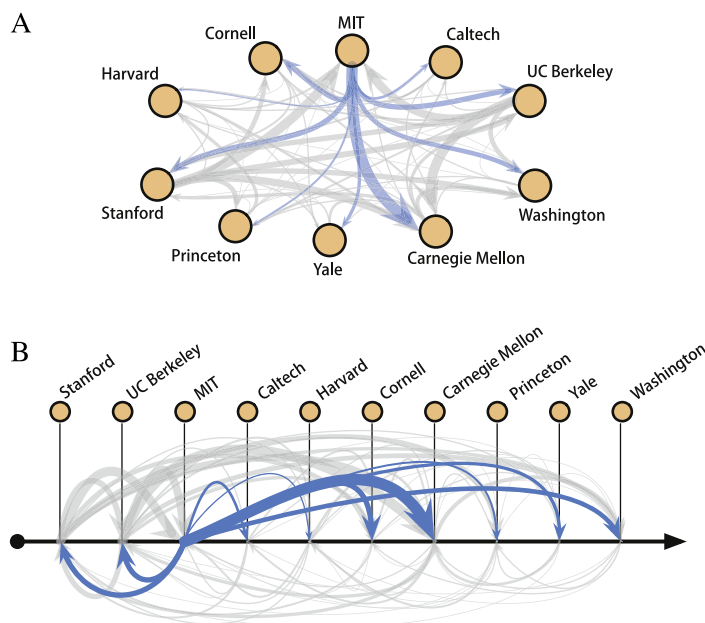 A
MIT
Cornell
Caltech
Harvard
UC Berkeley
Stanford
Washington
Princeton
Carnegie Mellon
Yale
B
Stanford
UC Berkeley
MIT
Caltech
Harvard
Cornell
Carnegie Mellon
Princeton
Yale
Washington